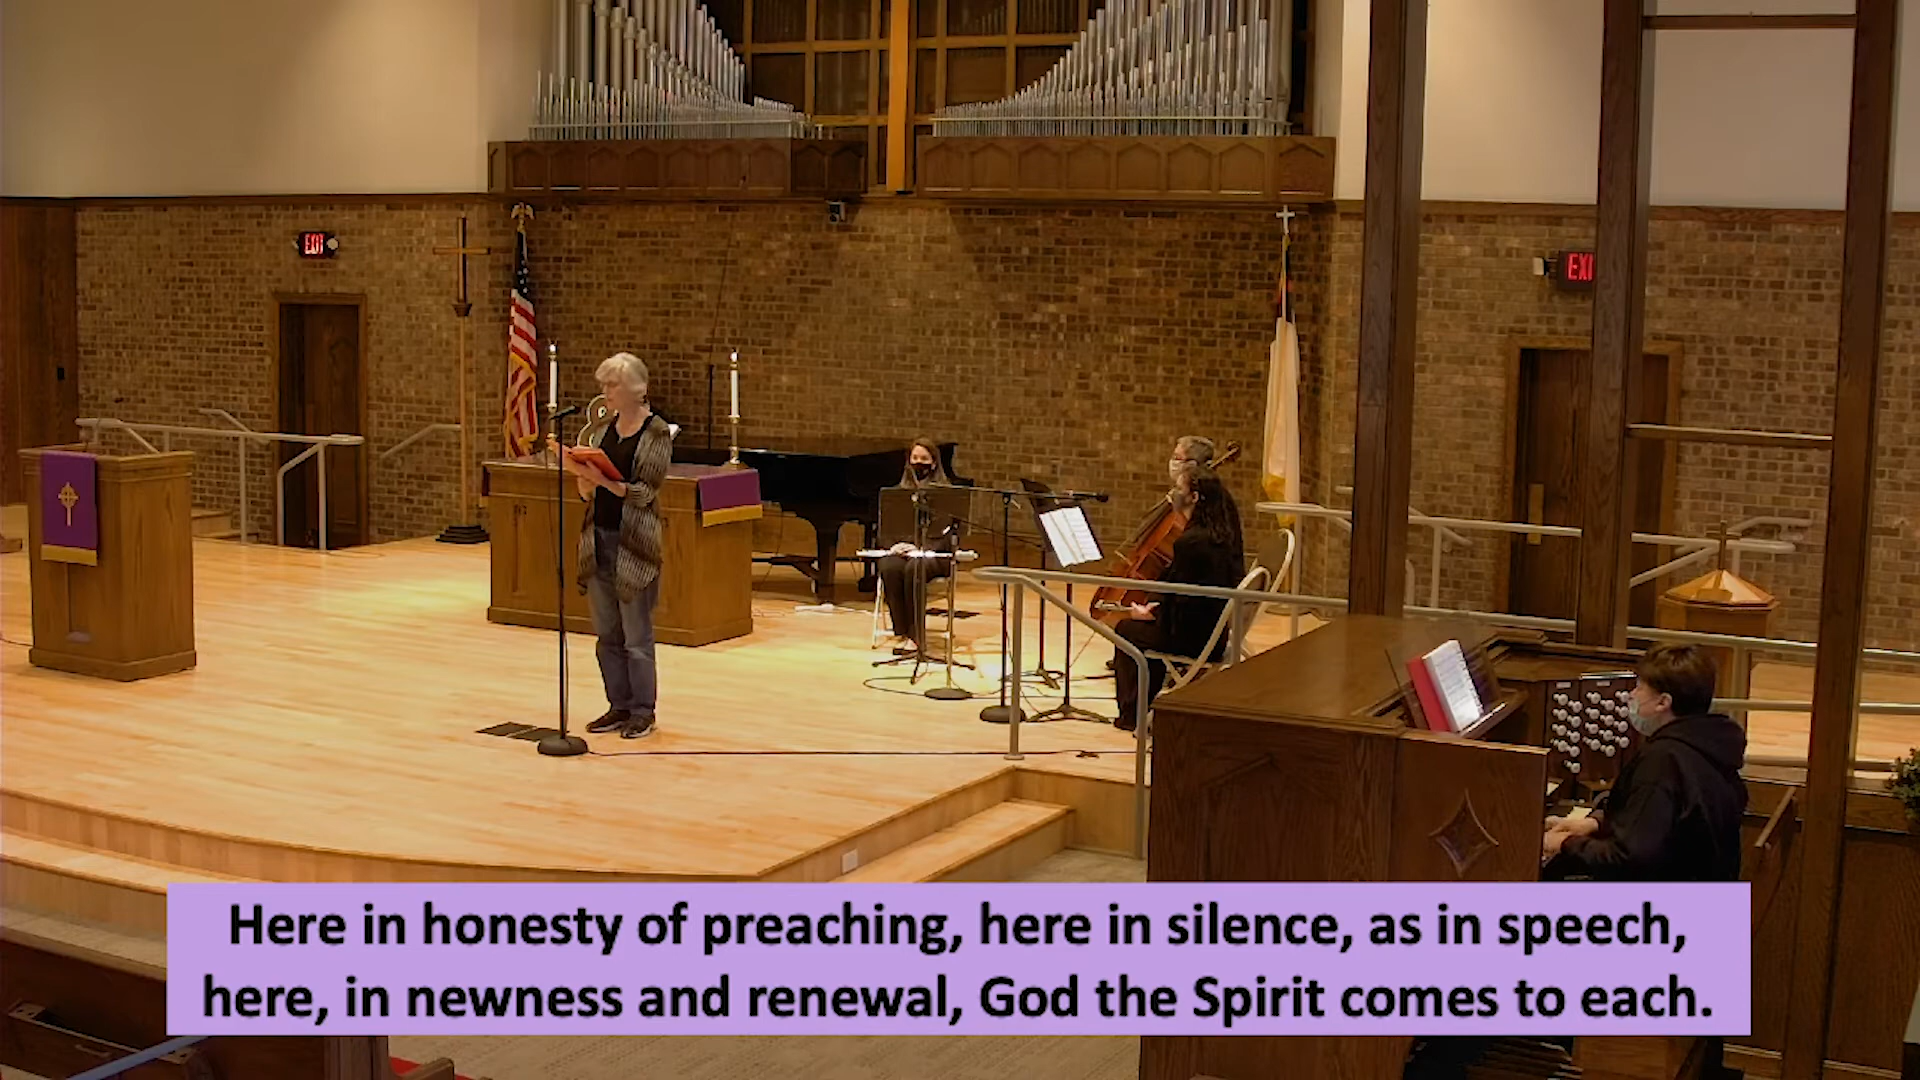 EXIT
EXI
Here in honesty of preaching, here in silence, as in speech,
here, in newness and renewal, God the Spirit comes to each.